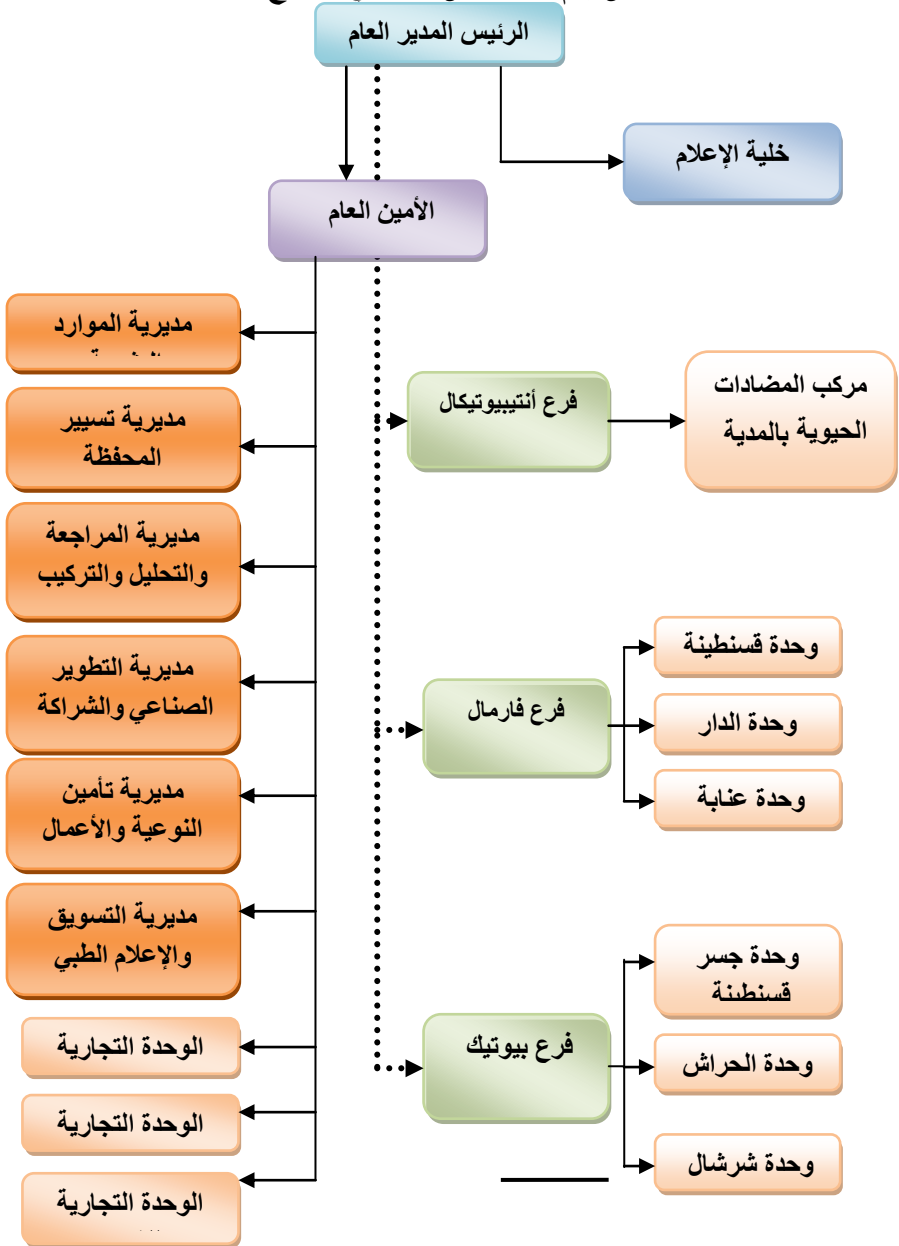 الرئيس المدير العام
خلية الإعلام
الأمين العام
مديرية الموارد
مديرية تسيير
المحفظة
مديرية المراجعة
والتحليل والتركيب
مديرية التطوير
الصناعي والشراكة
مديرية تأمين
النوعية والأعمال
مديرية التسويق
والإعلام الطبي
الوحدة التجارية
الوحدة التجارية
الوحدة التجارية
فرع أنتيبيوتيكال
مركب المضادات
الحيوية بالمدية
فرع فارمال
وحدة قسنطينة
وحدة الدار
وحدة عنابة
فرع بيوتيك
وحدة جسر
قسنطينة
وحدة الحراش
وحدة شرشال